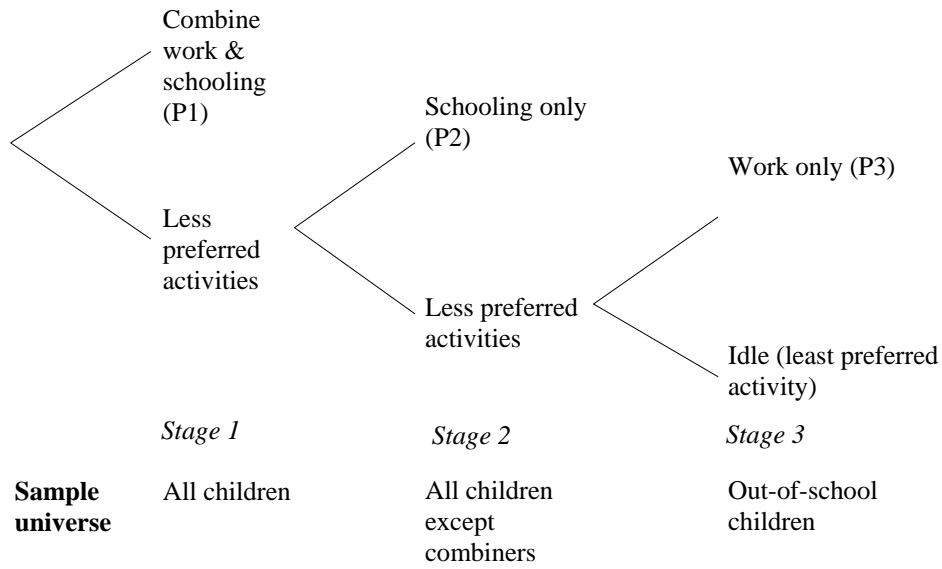 Combine
work &
schooling
(P1)
Less
preferred
activities
Schooling only
(P2)
Less preferred
activities
Work only (P3)
Idle (least preferred
activity)
Stage 1
Stage 2
Stage 3
Sample
universe
All children
All children
except
combiners
Out-of-school
children